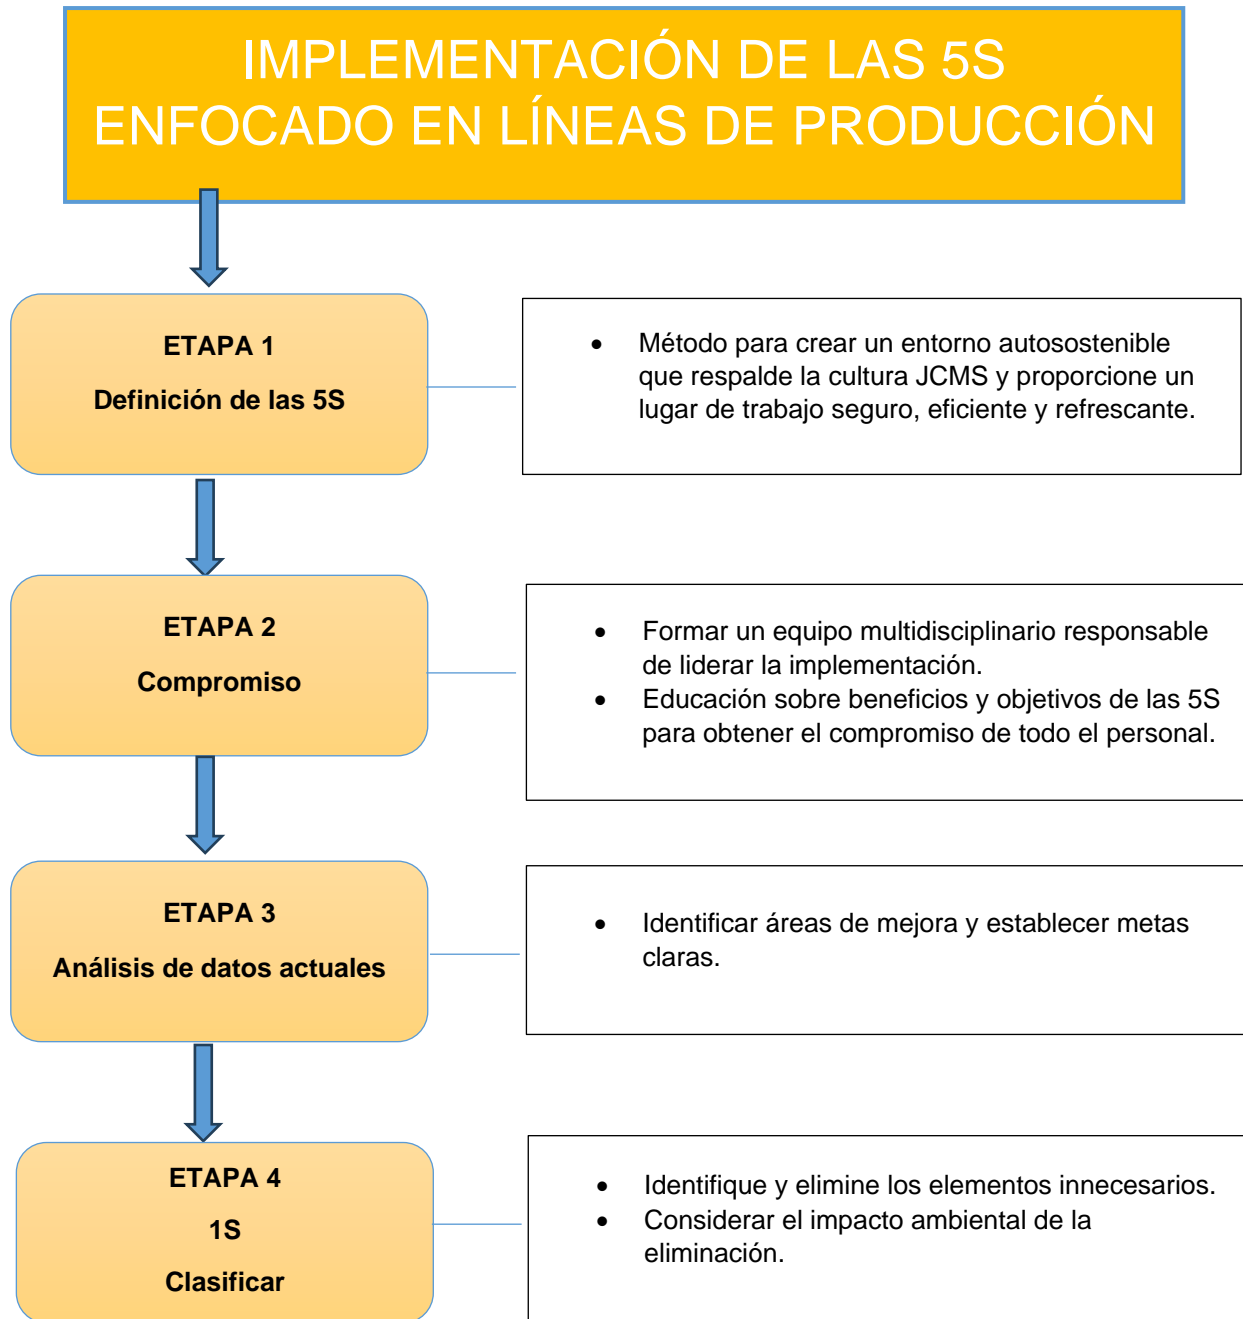 IMPLEMENTACIÓN DE LAS 5S
ENFOCADO EN LÍNEAS DE PRODUCCIÓN
ETAPA 1
Definición de las 5S
• Método para crear un entorno autosostenible
que respalde la cultura JCMS y proporcione un
lugar de trabajo seguro, eficiente y refrescante.
ETAPA 2
Compromiso
• Formar un equipo multidisciplinario responsable
de liderar la implementación.
• Educación sobre beneficios y objetivos de las 5S
para obtener el compromiso de todo el personal.
ETAPA 3
Análisis de datos actuales
• Identificar áreas de mejora y establecer metas
claras.
ETAPA 4
1S
Clasificar
• Identifique y elimine los elementos innecesarios.
• Considerar el impacto ambiental de la
eliminación.